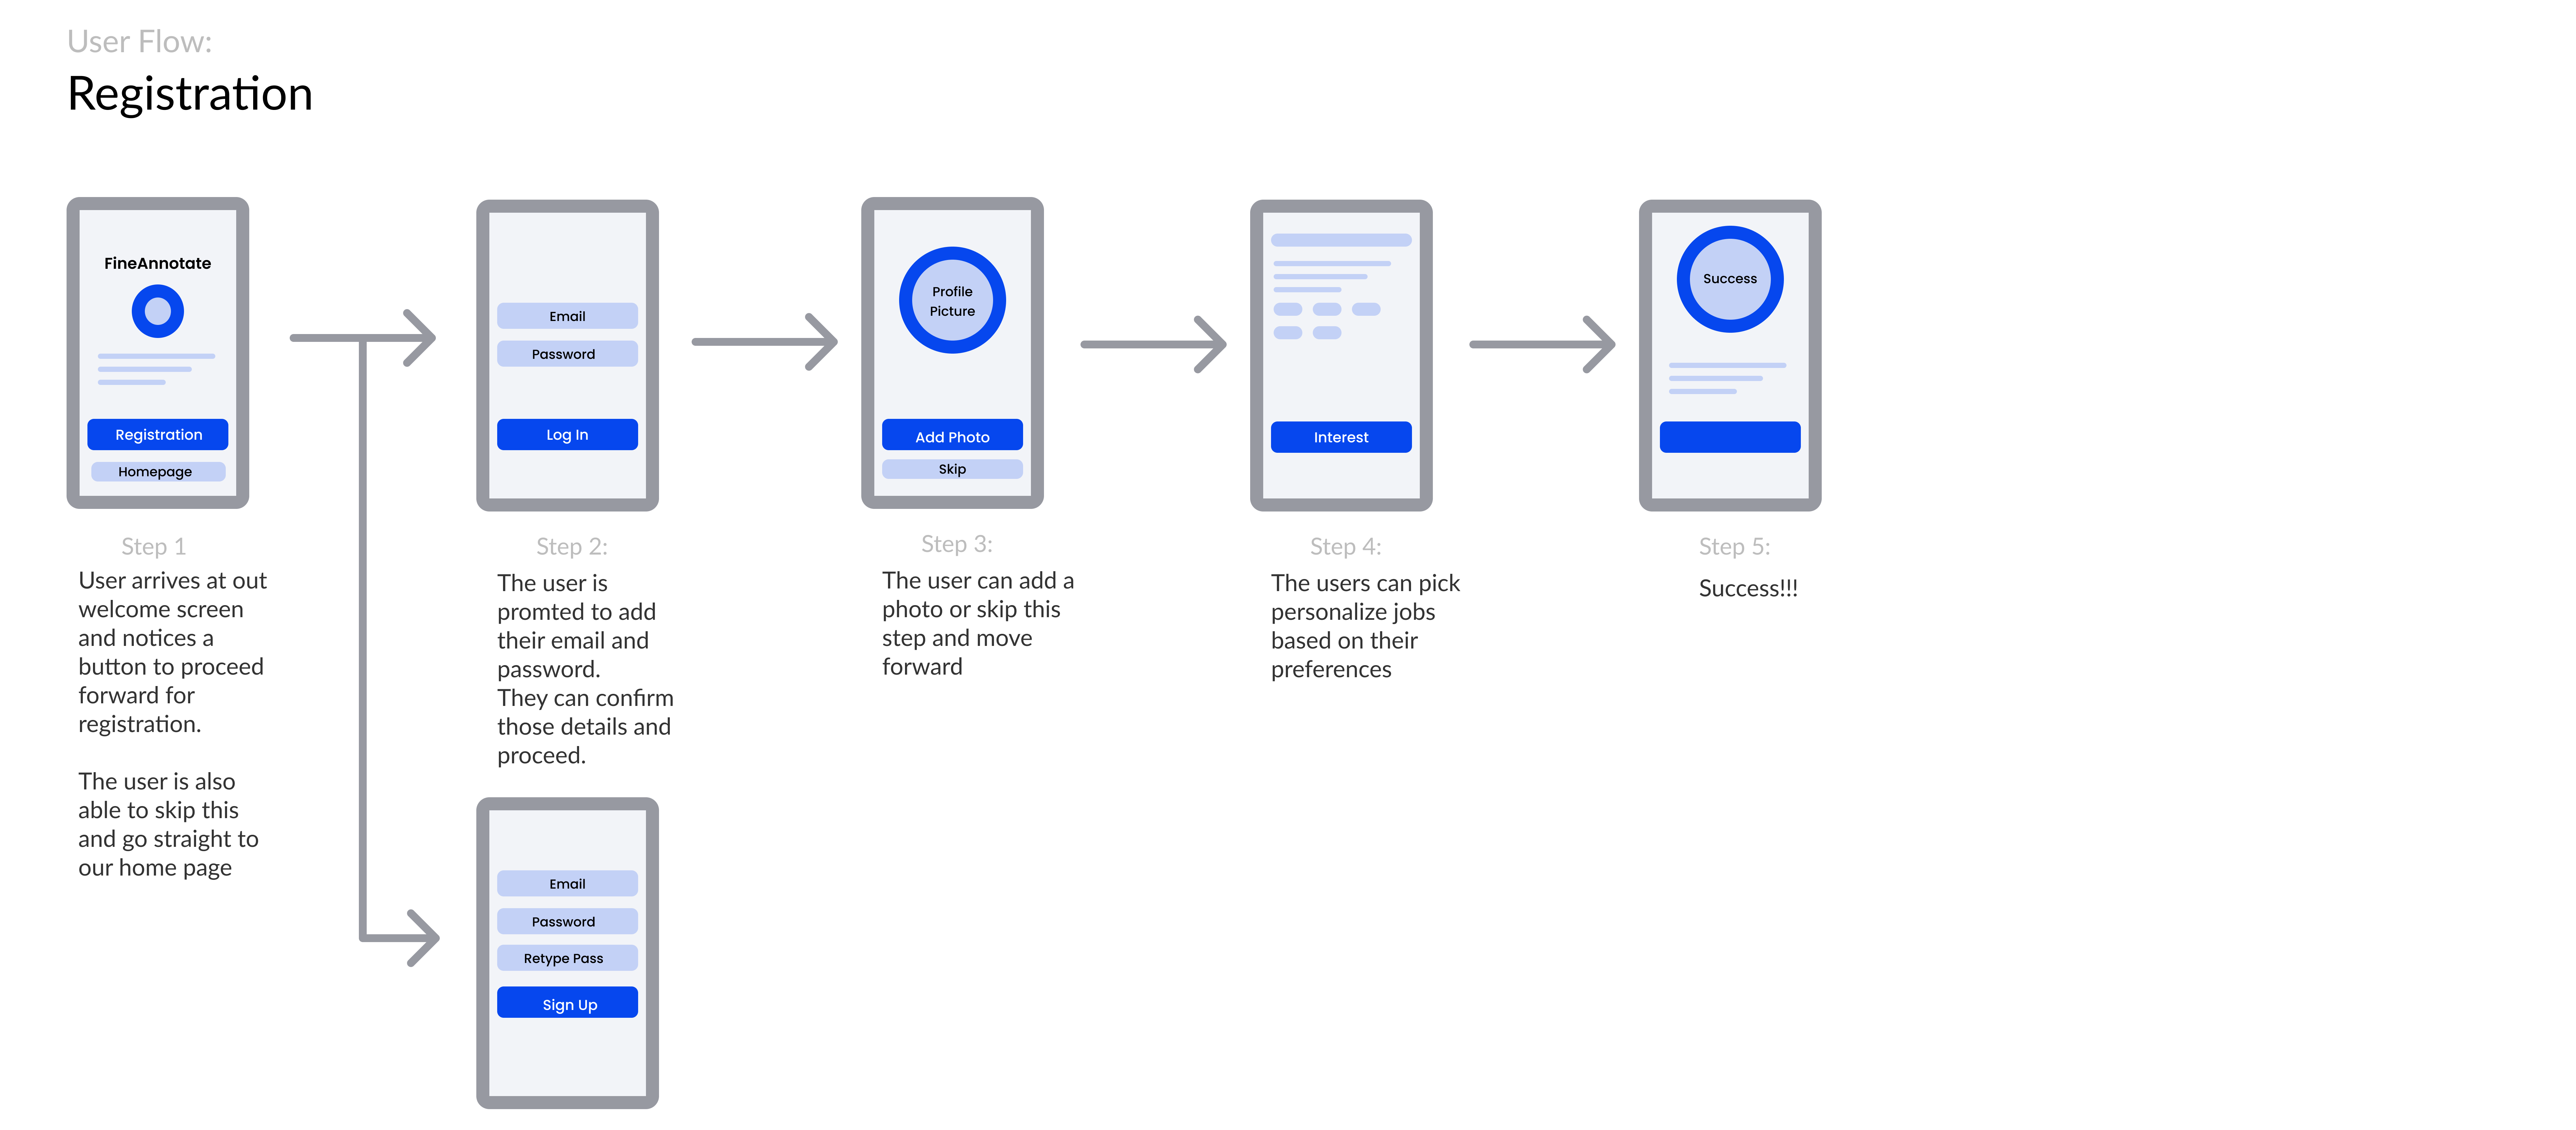 User Flow:
Registration
FineAnnotate
Registration
Homepage
Step 1
User arrives at out
welcome screen
and notices a
button to proceed
forward for
registration.
The user is also
able to skip this
and go straight to
our home page
Email
Password
Log In
Step 2:
The user is
promted to add
their email and
password.
They can confirm
those details and
proceed.
Email
Password
Retype Pass
Sign Up
Profile
Picture
Add Photo
Skip
Step 3:
The user can add a
photo or skip this
step and move
forward
Interest
Step 4:
The users can pick
personalize jobs
based on their
preferences
Success
Step 5:
Success!!!